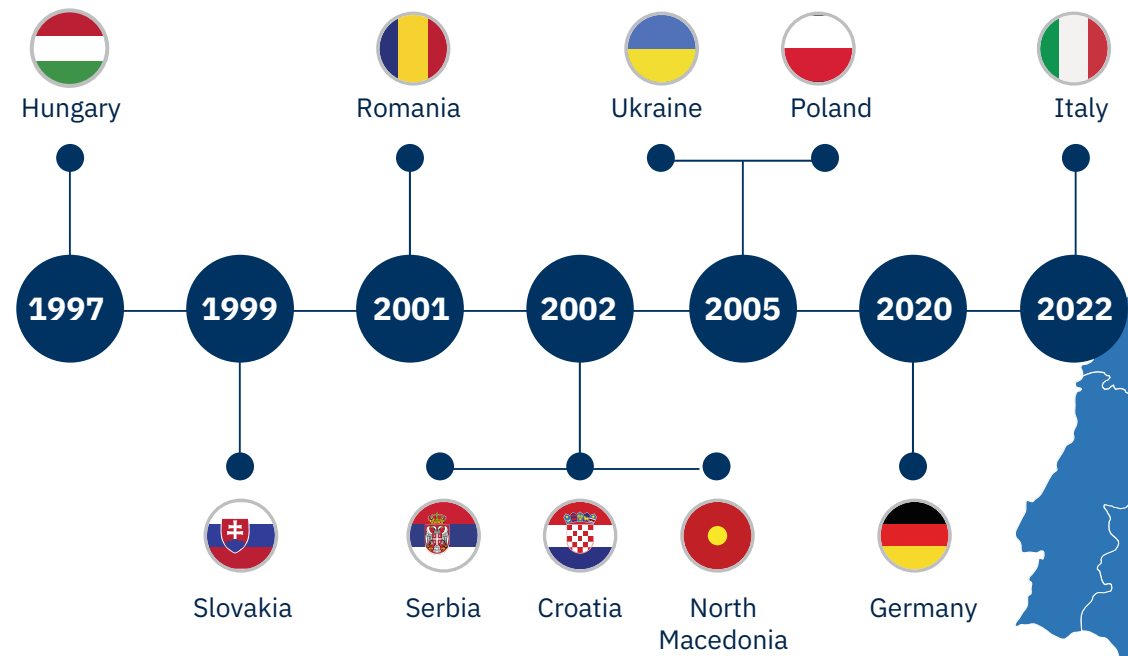 Hungary
Romania
Ukraine
Poland
Italy
1997
1999
2001
2002
2005
2020
2022
Slovakia
Serbia
Croatia
North
Macedonia
Germany